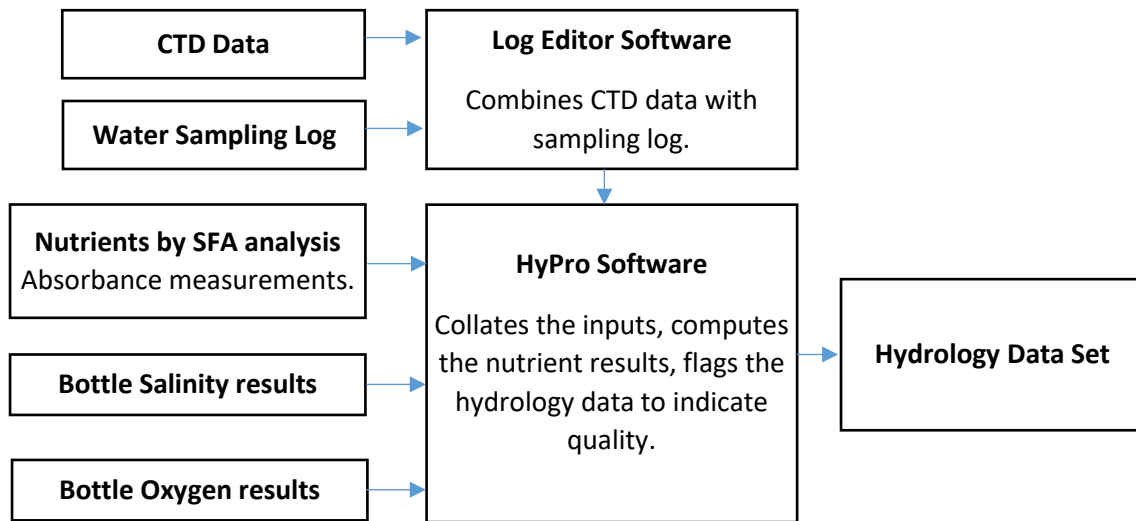 CTD Data
Water Sampling Log
Log Editor Software
Combines CTD data with
sampling log.
Nutrients by SFA analysis
Absorbance measurements.
Bottle Salinity results
Bottle Oxygen results
HyPro Software
Collates the inputs, computes
the nutrient results, flags the
hydrology data to indicate
quality.
Hydrology Data Set